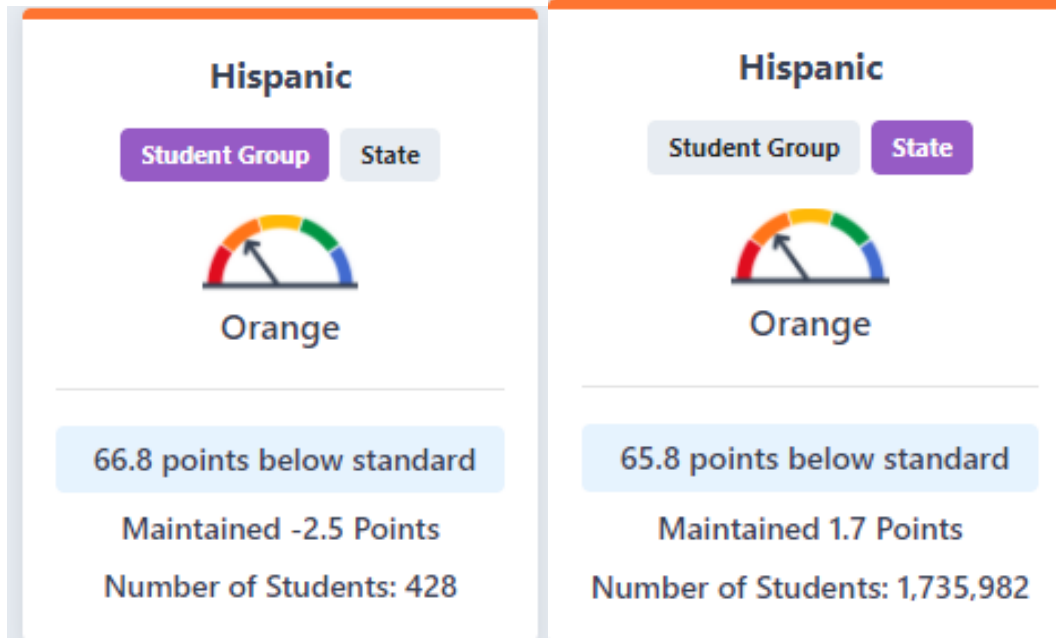 Hispanic
Student Group State
Orange
66.8 points below standard
Maintained -2.5 Points
Number of Students: 428
Hispanic
Student Group State
Orange
65.8 points below standard
Maintained 1.7 Points
Number of Students: 1,735,982